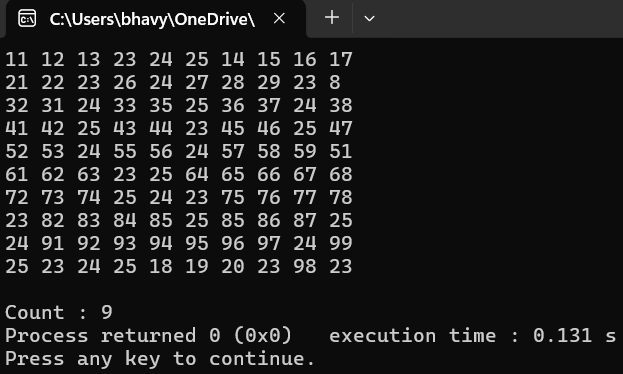 C:\Users\bhavy\OneDrive\
11 12 13 23 24 25 14 15 16 17
21 22 23 26 24 27 28 29 23 8
32 31 24 33 35 25 36 37 24 38
41 42 25 43 44 23 45 46 25 47
52 53 24 55 56 24 57 58 59 51
61 62 63 23 25 64 65 66 67 68
72 73 74 25 24 23 75 76 77 78
23 82 83 84 85 25 85 86 87 25
24 91 92 93 94 95 96 97 24 99
25 23 24 25 18 19 20 23 98 23
Count : 9
Process returned 0 (0x0)   execution time : 0.131 s
Press any key to continue.